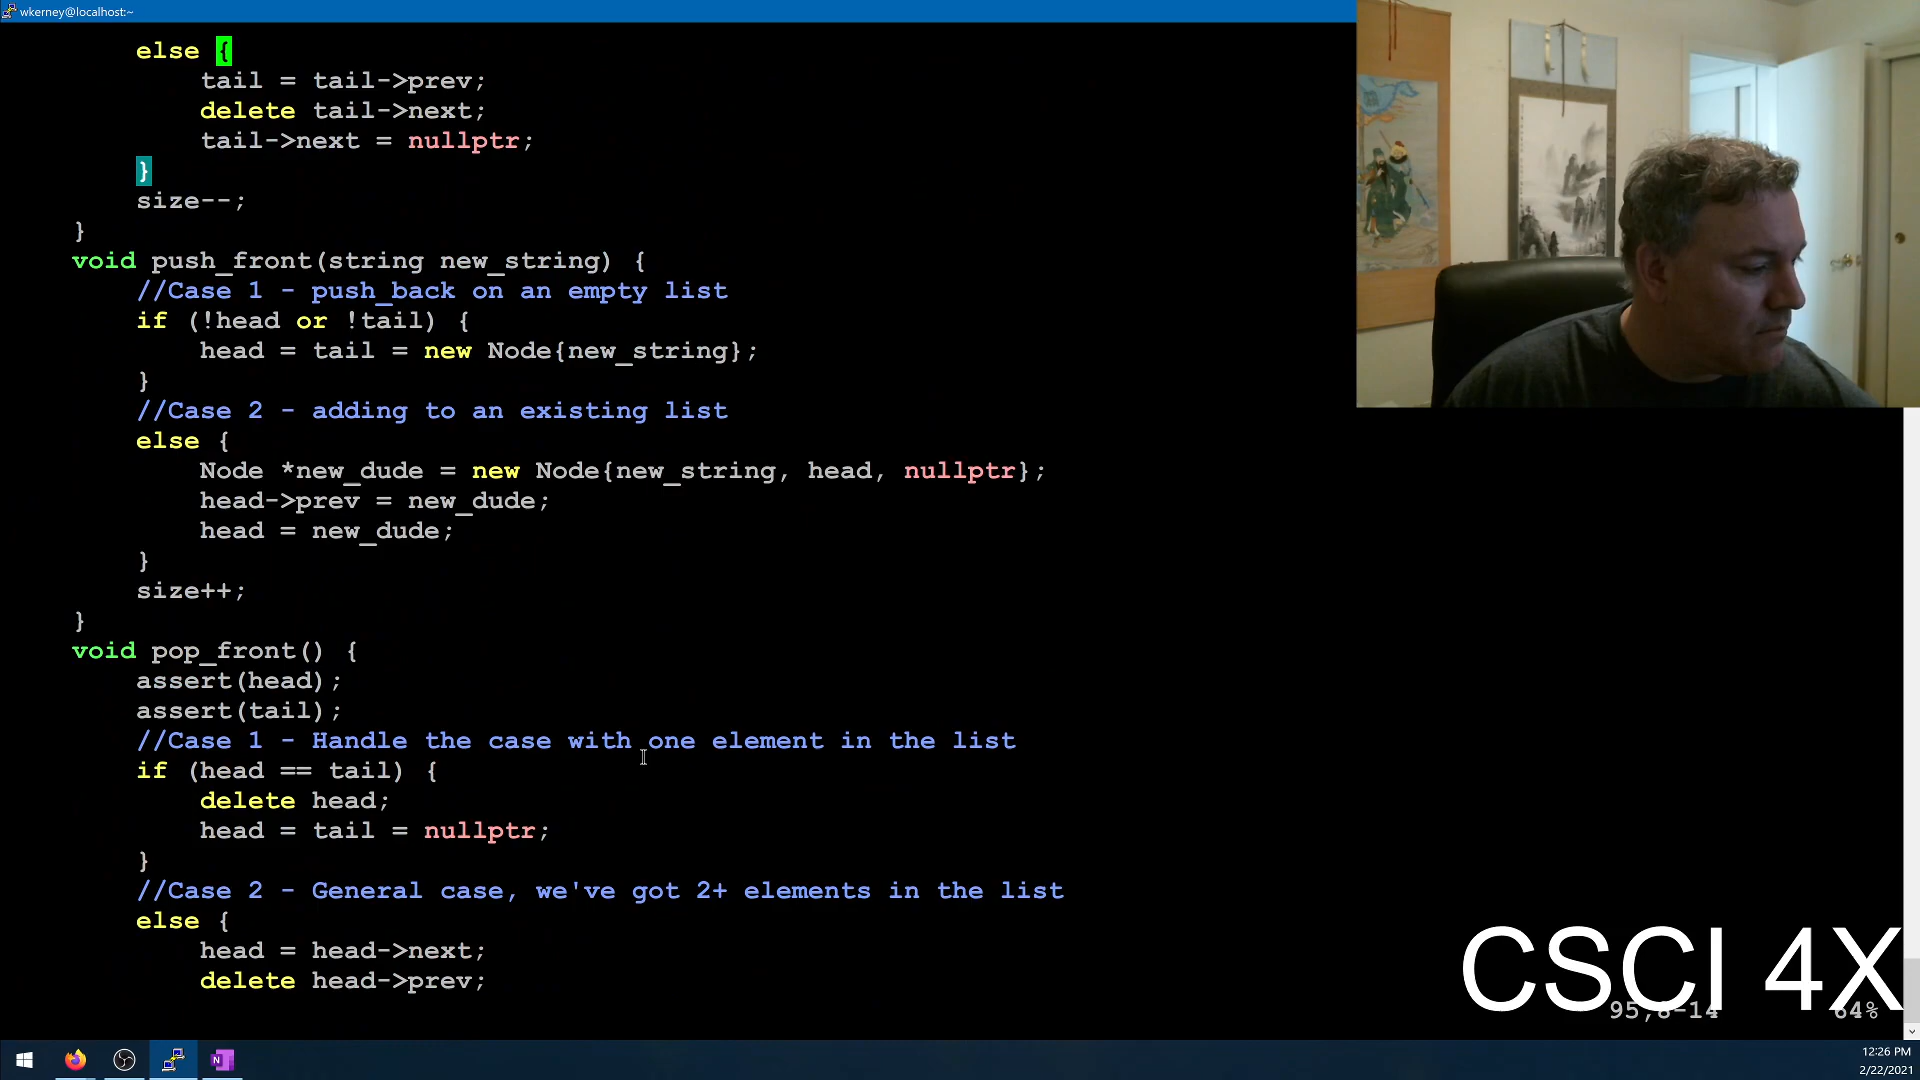 wkerney@localhost:~
else {
tail = tail->prev;
delete tail->next;
tail->next = nullptr;
}
size--;
}
void push_front(string new_string) {
//Case 1 - push_back on an empty list
if (!head or !tail) {
head = tail = new Node{new_string};
}
//Case 2 - adding to an existing list
else {
Node *new_dude = new Node{new_string, head, nullptr};
head->prev = new_dude;
head = new_dude;
}
size++;
}
void pop_front() {
assert(head);
assert(tail);
//Case 1 - Handle the case with one element in the list
if (head == tail) {
delete head;
head = tail = nullptr;
}
//Case 2 - General case, we've got 2+ elements in the list
else {
head = head->next;
delete head->prev;
CSCI 4X
64%
12:26 PM
2/22/2021